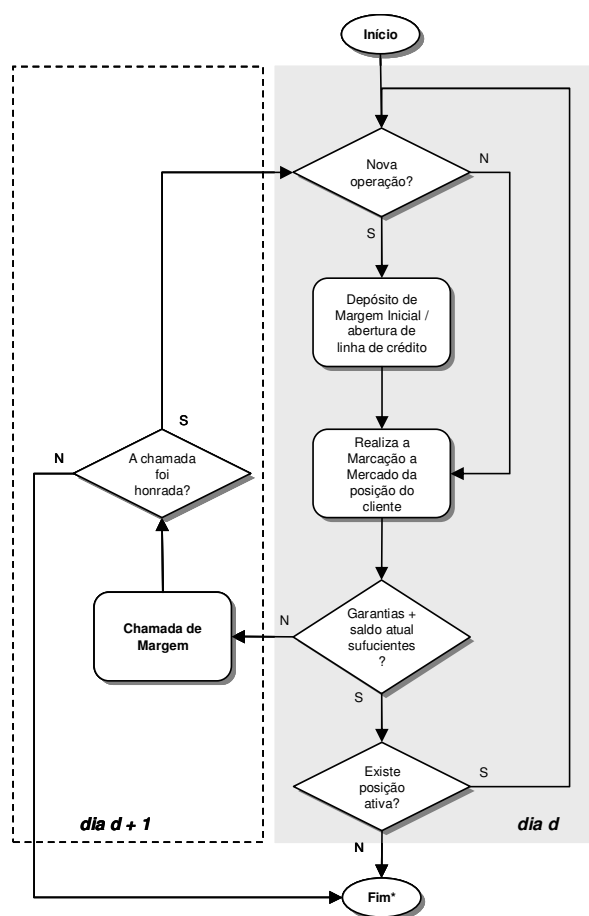 Início
Nova
operação?
N
S
Depósito de
Margem Inicial /
abertura de
linha de crédito
Realiza a
Marcação a
Mercado da
posição do
cliente
Garantias +
saldo atual
sufucientes
?
N
S
Chamada de
Margem
A chamada
foi
honrada?
S
N
Existe
posição
ativa?
S
N
dia d + 1
dia d
Fim*